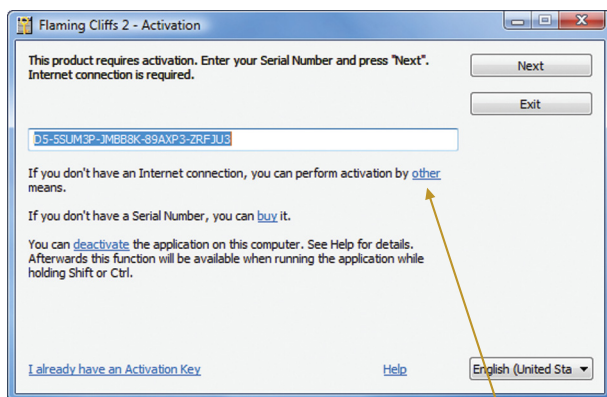 Flaming Cliffs 2 - Activation
This product requires activation. Enter your Serial Number and press "Next".
Internet connection is required.
Next
Exit
D5-5SUM3P-JMBB8K-89AXP3-ZRFJU3
If you don't have an Internet connection, you can perform activation by other
means.
If you don't have a Serial Number, you can buy it.
You can deactivate the application on this computer. See Help for details.
Afterwards this function will be available when running the application while
holding Shift or Ctrl.
I already have an Activation Key
Help
English (United Sta